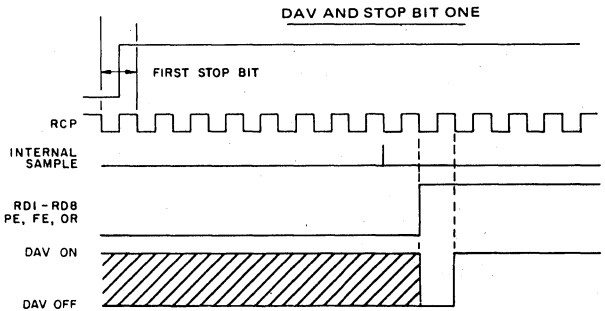 DAV AND STOP BIT ONE
FIRST STOP BIT
RCP
INTERNAL
SAMPLE
RD1-RD8
PE, FE, OR
DAV ON
DAV OFF